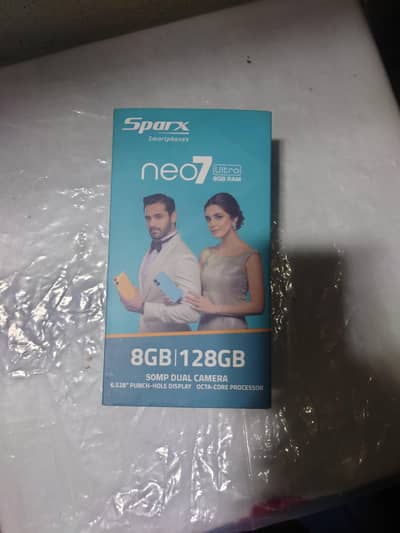 Sparx
Smartphones
neo7 Ultra
8GB RAM
8GB|128GB
50MP DUAL CAMERA
6.528" PUNCH-HOLE DISPLAY OCTA-CORE PROCESSOR